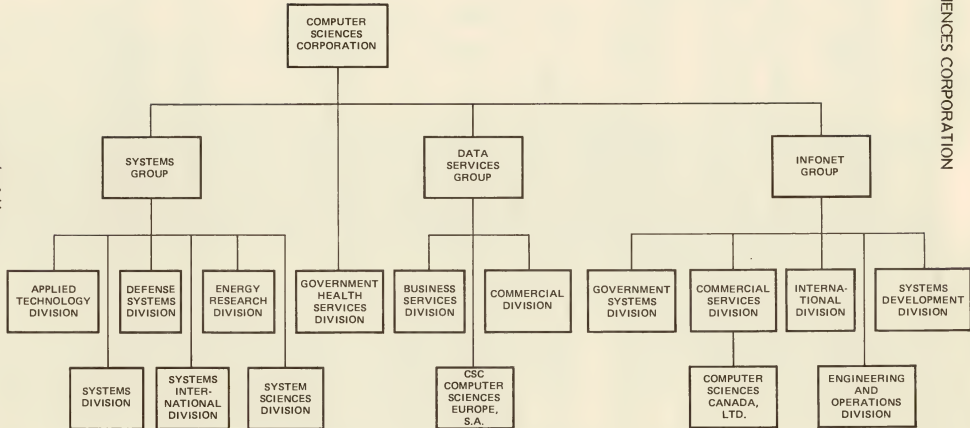 IENCES CORPORATION
COMPUTER
SCIENCES
CORPORATION
SYSTEMS
GROUP
DATA
SERVICES
GROUP
INFONET
GROUP
APPLIED
TECHNOLOGY
DIVISION
DEFENSE
SYSTEMS
DIVISION
ENERGY
RESEARCH
DIVISION
GOVERNMENT
HEALTH
SERVICES
DIVISION
BUSINESS
SERVICES
DIVISION
COMMERCIAL
DIVISION
GOVERNMENT
SYSTEMS
DIVISION
COMMERCIAL
SERVICES
DIVISION
INTERNA-
TIONAL
DIVISION
SYSTEMS
DEVELOPMENT
DIVISION
SYSTEMS
DIVISION
SYSTEMS
INTER-
NATIONAL
DIVISION
SYSTEM
SCIENCES
DIVISION
CSC
COMPUTER
SCIENCES
EUROPE,
S.A.
COMPUTER
SCIENCES
CANADA,
LTD.
ENGINEERING
AND
OPERATIONS
DIVISION